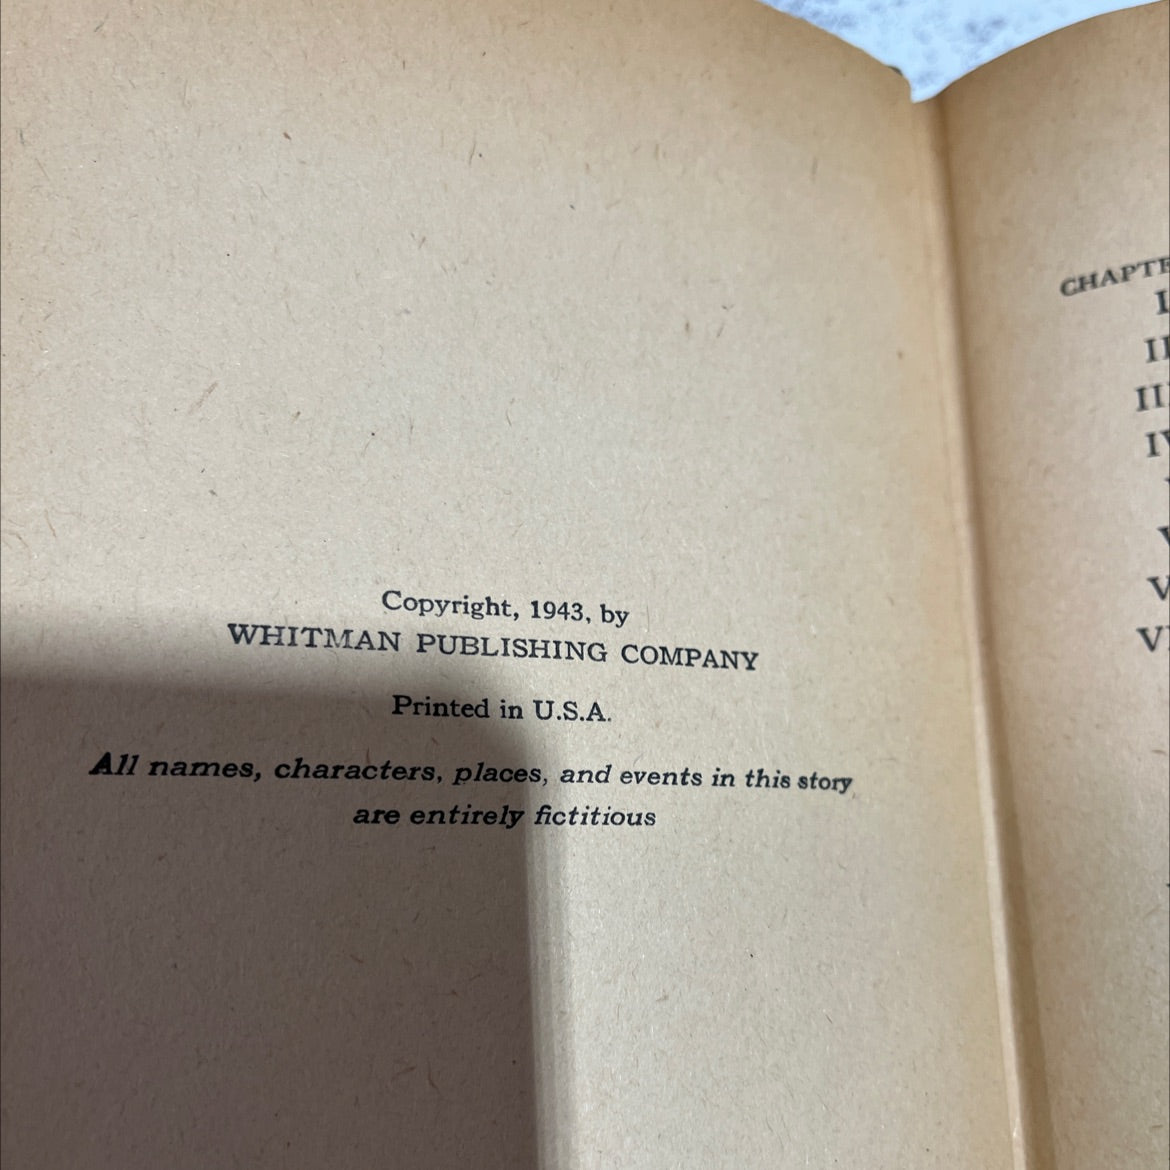 Copyright, 1943, by
WHITMAN PUBLISHING COMPANY
Printed in U.S.A.
All names, characters, places, and events in this story
are entirely fictitious